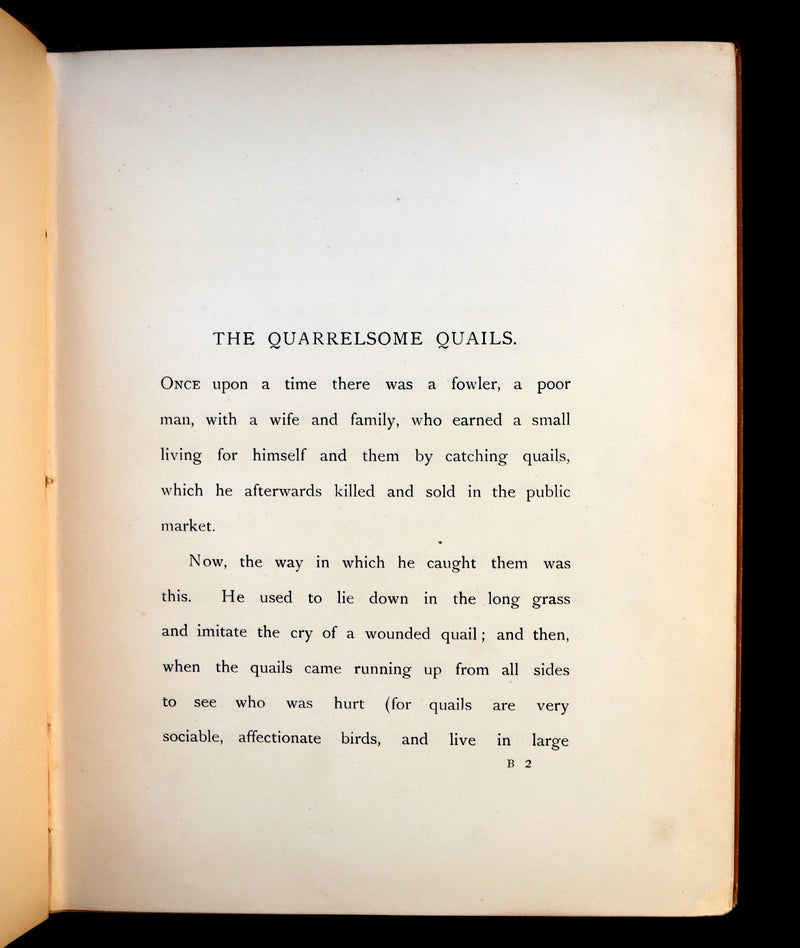 THE QUARRELSOME QUAILS.
ONCE upon a time there was a fowler, a poor
man, with a wife and family, who earned a small
living for himself and them by catching quails,
which he afterwards killed and sold in the public
market.
Now, the way in which he caught them was
this. He used to lie down in the long grass
and imitate the cry of a wounded quail; and then,
when the quails came running up from all sides
to see who was hurt (for quails are very
sociable, affectionate birds, and live in large
B 2